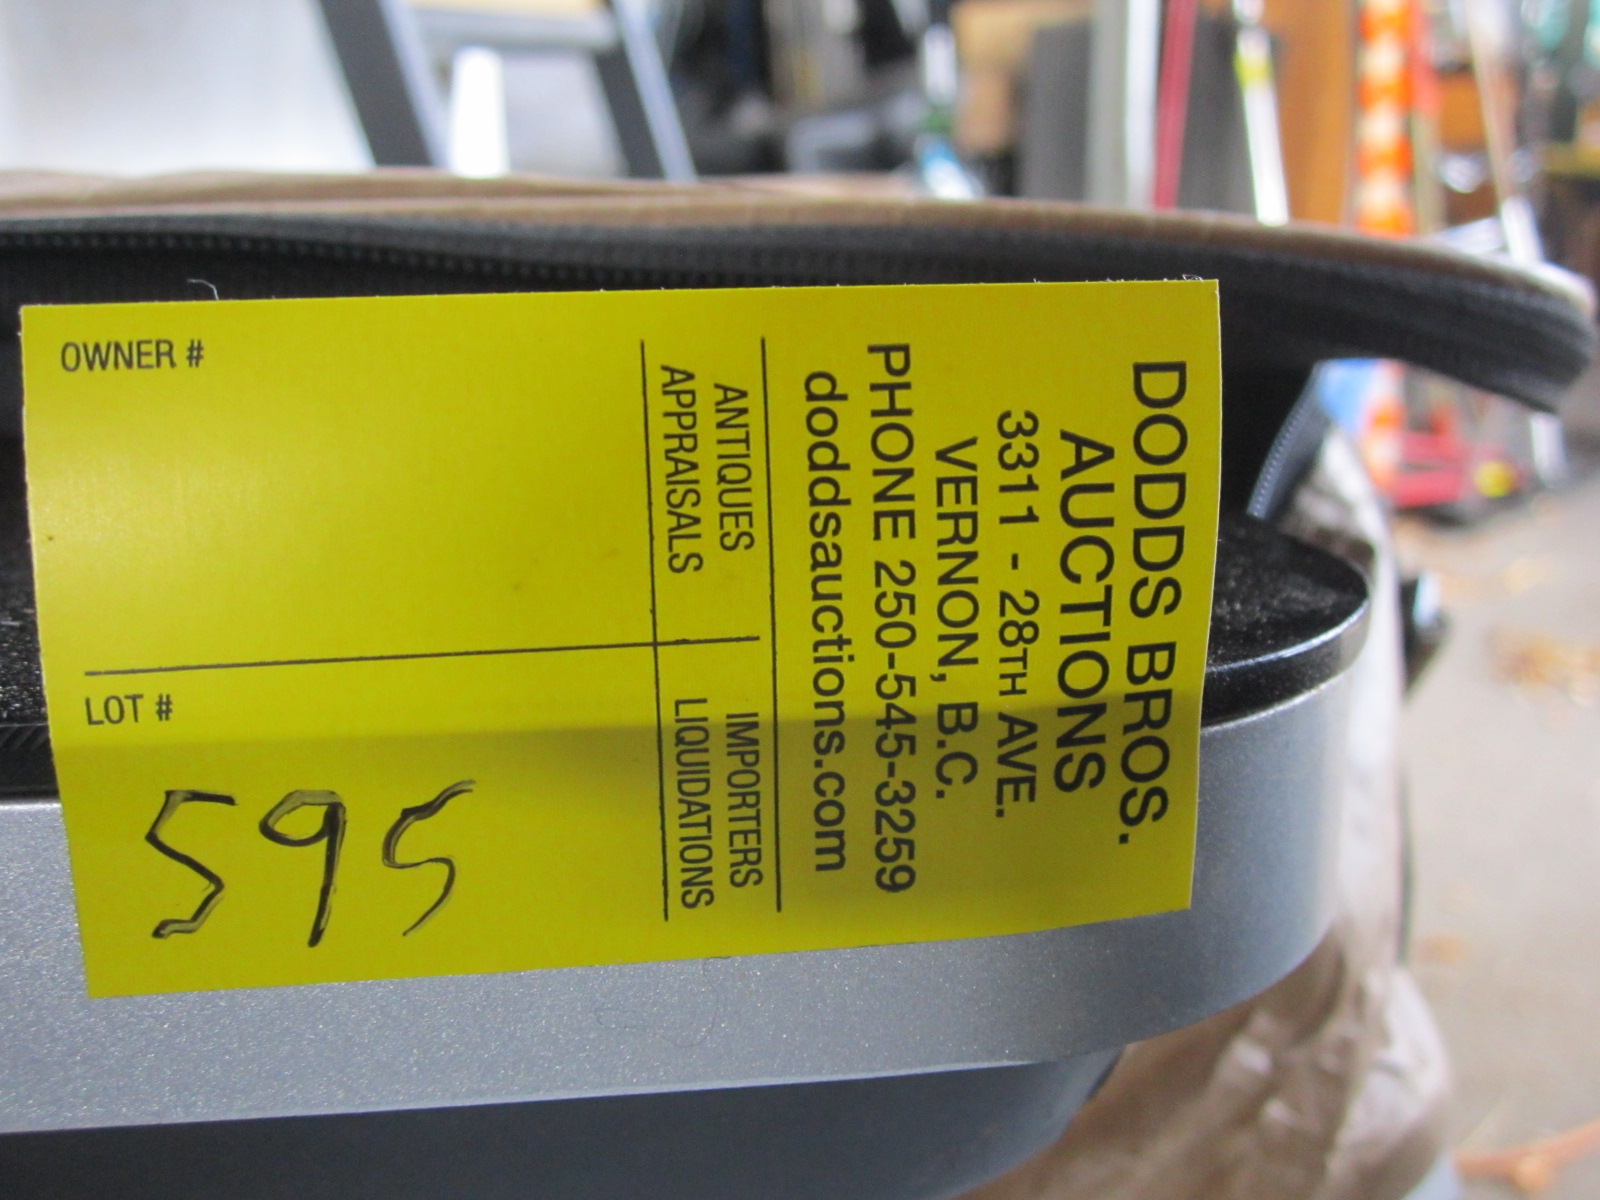 DODDS BROS.
AUCTIONS
3311 - 28TH AVE.
VERNON, B.C.
PHONE 250-545-3259
doddsauctions.com
ANTIQUES
APPRAISALS
IMPORTERS
LIQUIDATIONS
OWNER #
LOT #
595